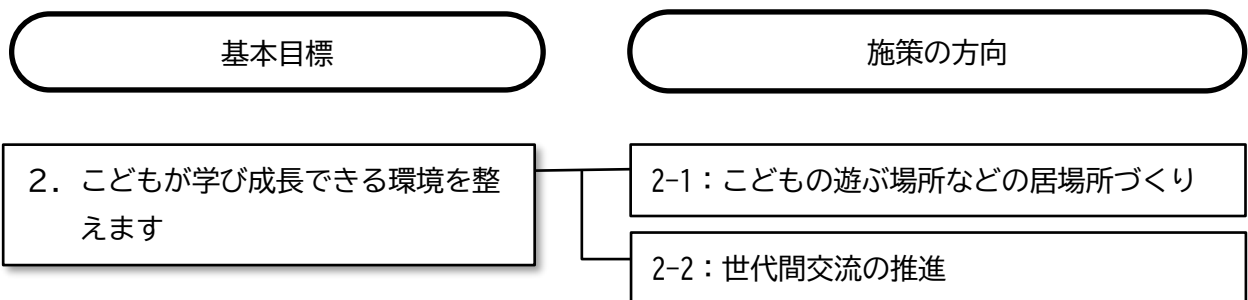 基本目標
施策の方向
2．こどもが学び成長できる環境を整
えます
2-1：こどもの遊ぶ場所などの居場所づくり
2-2：世代間交流の推進